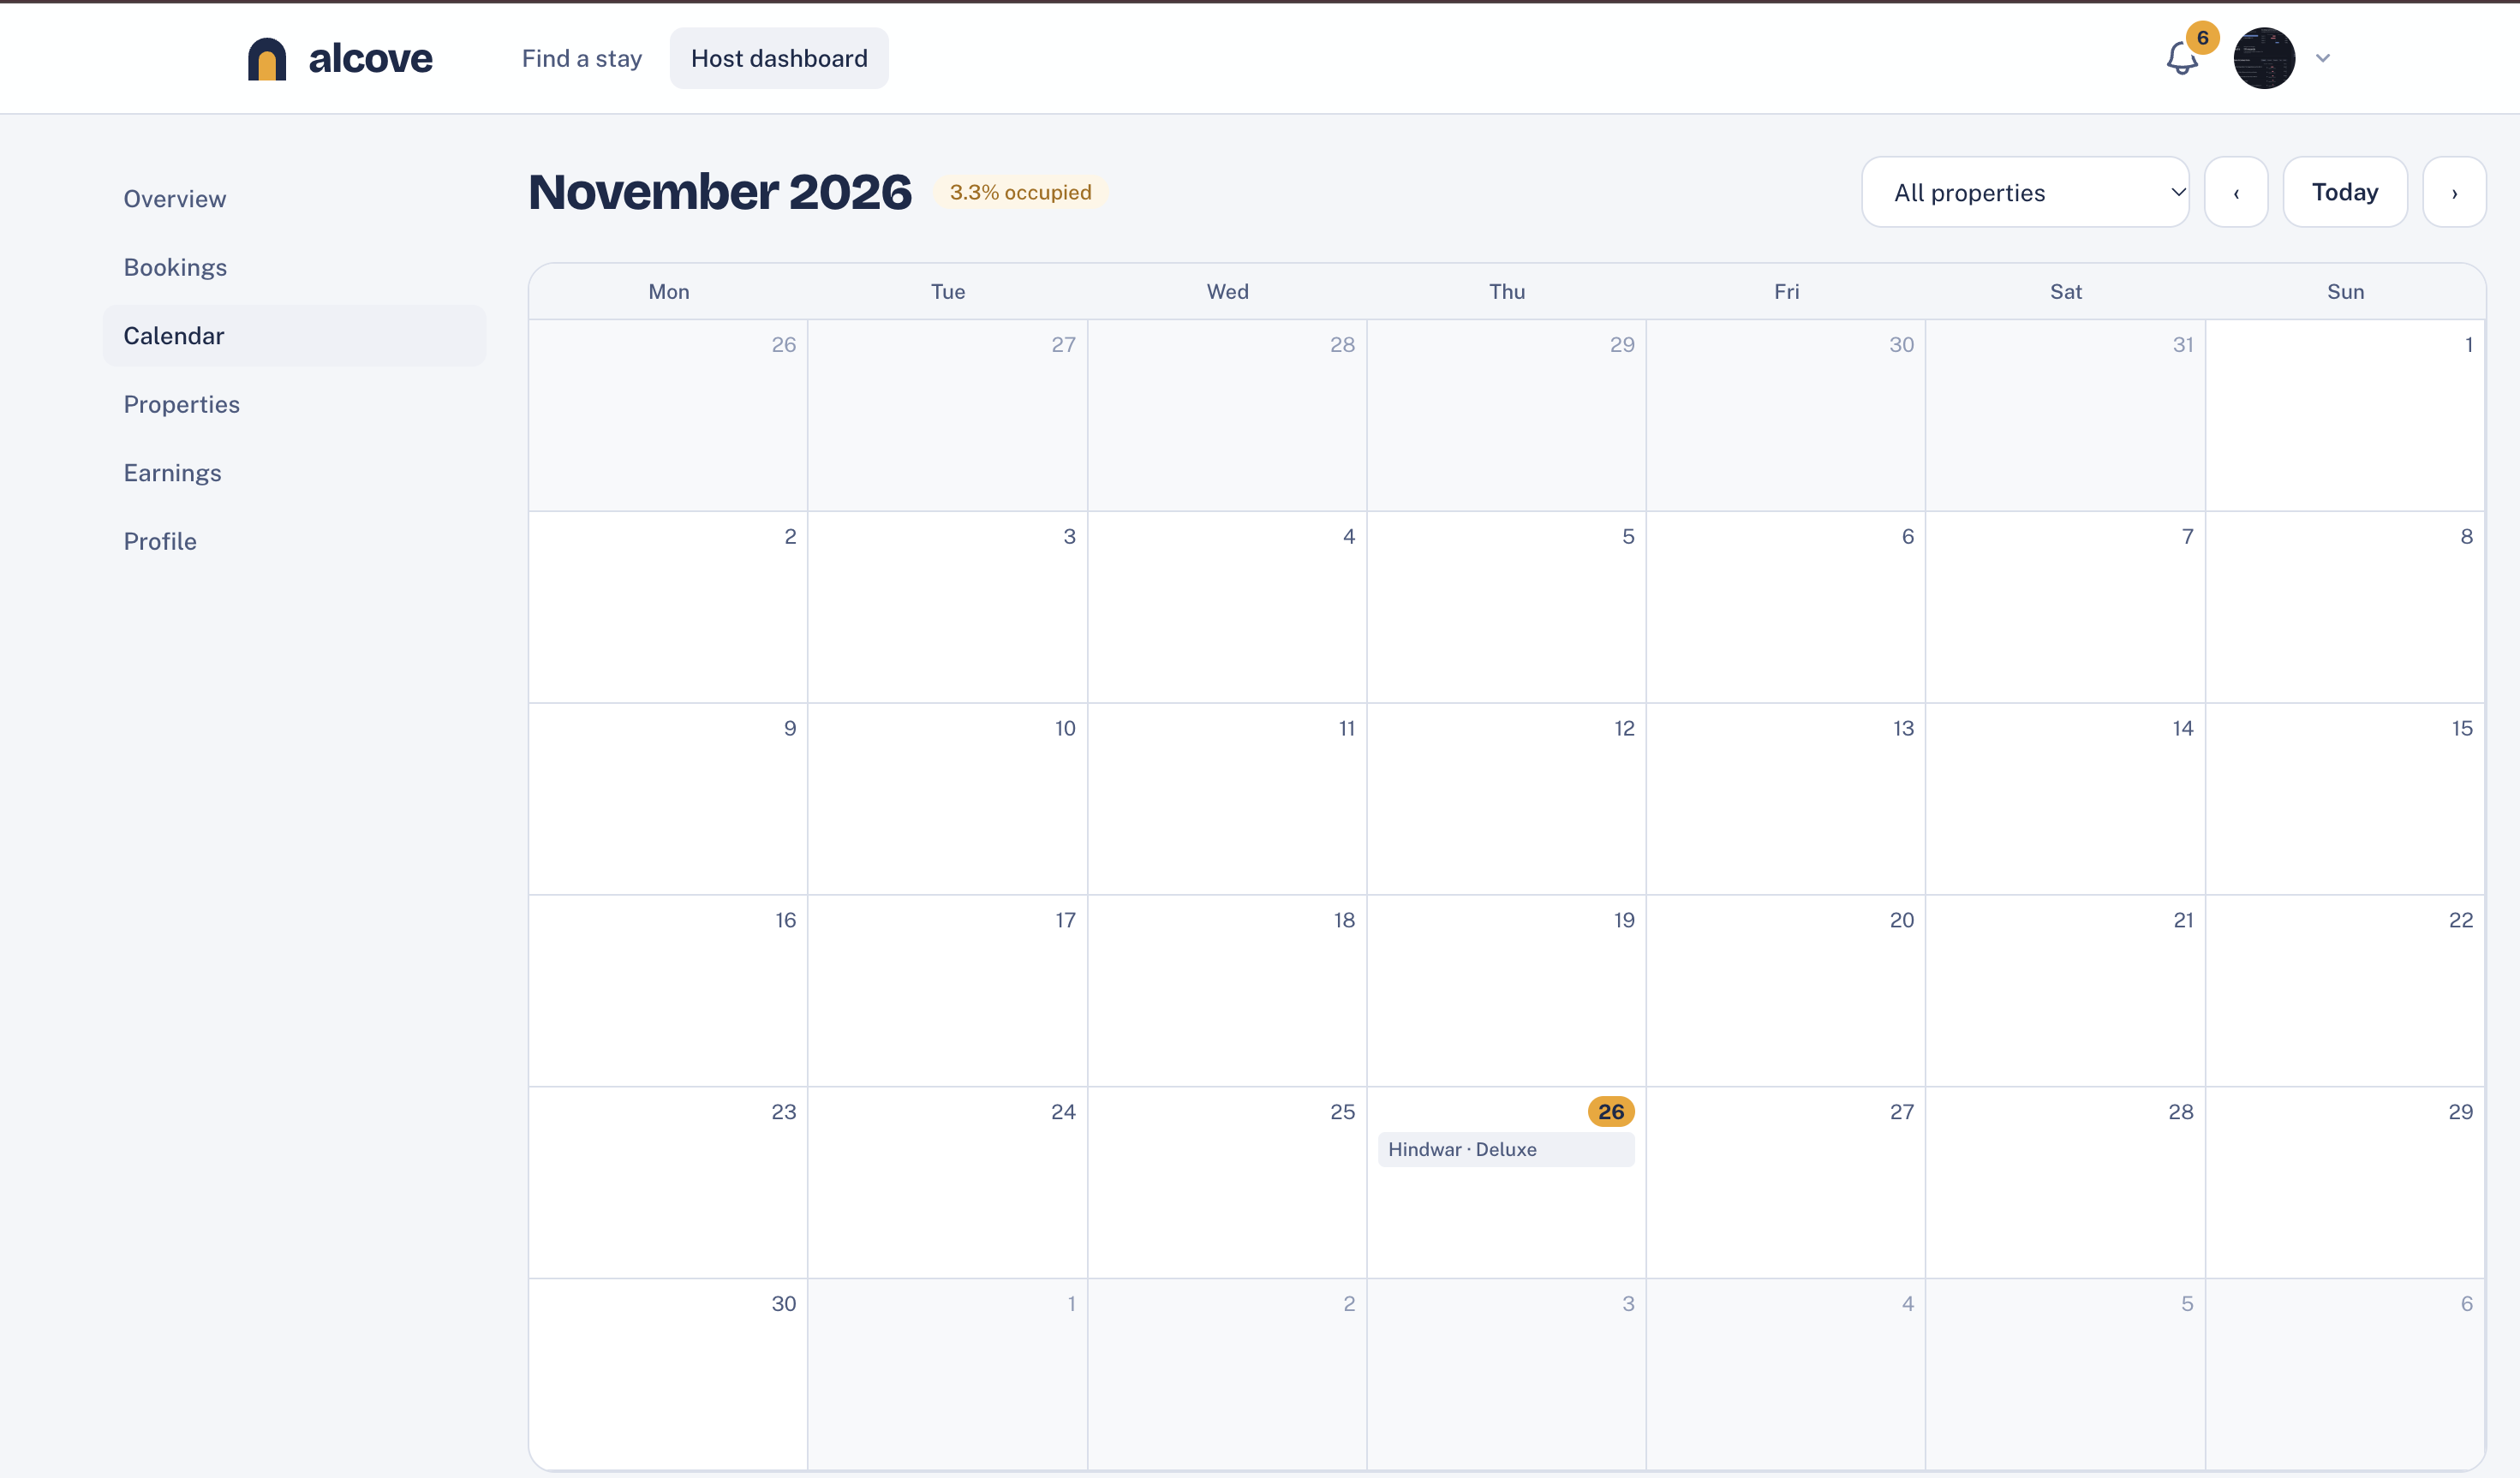 alcove
Find a stay
Host dashboard
6
Overview
Bookings
Calendar
Properties
Earnings
Profile
November 2026
3.3% occupied
All properties
‹
Today
›
Mon Tue Wed Thu Fri Sat Sun
26 27 28 29 30 31 1
2 3 4 5 6 7 8
9 10 11 12 13 14 15
16 17 18 19 20 21 22
23 24 25 26 27 28 29
Hindwar · Deluxe
30 1 2 3 4 5 6